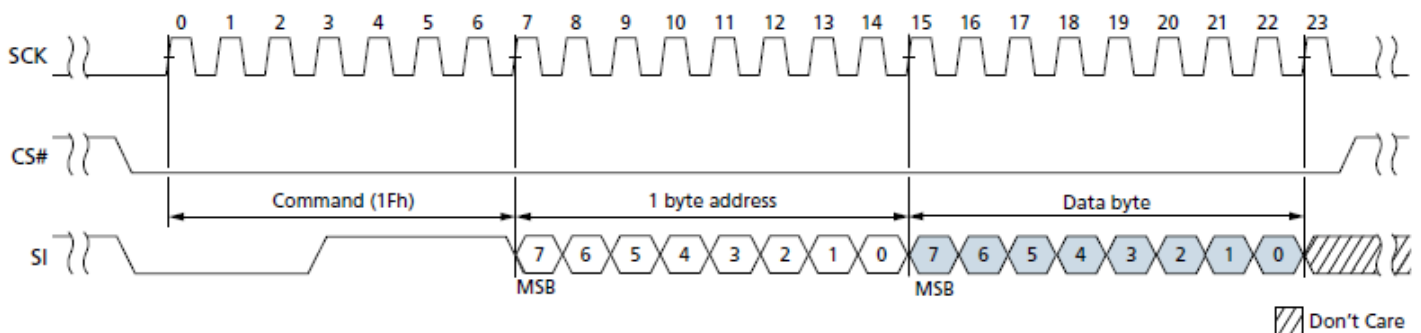 0 1 2 3 4 5 6 7 8 9 10 11 12 13 14 15 16 17 18 19 20 21 22 23
SCK
CS#
Command (1Fh) 1 byte address Data byte
SI 7 6 5 4 3 2 1 0 7 6 5 4 3 2 1 0
MSB MSB
Don't Care